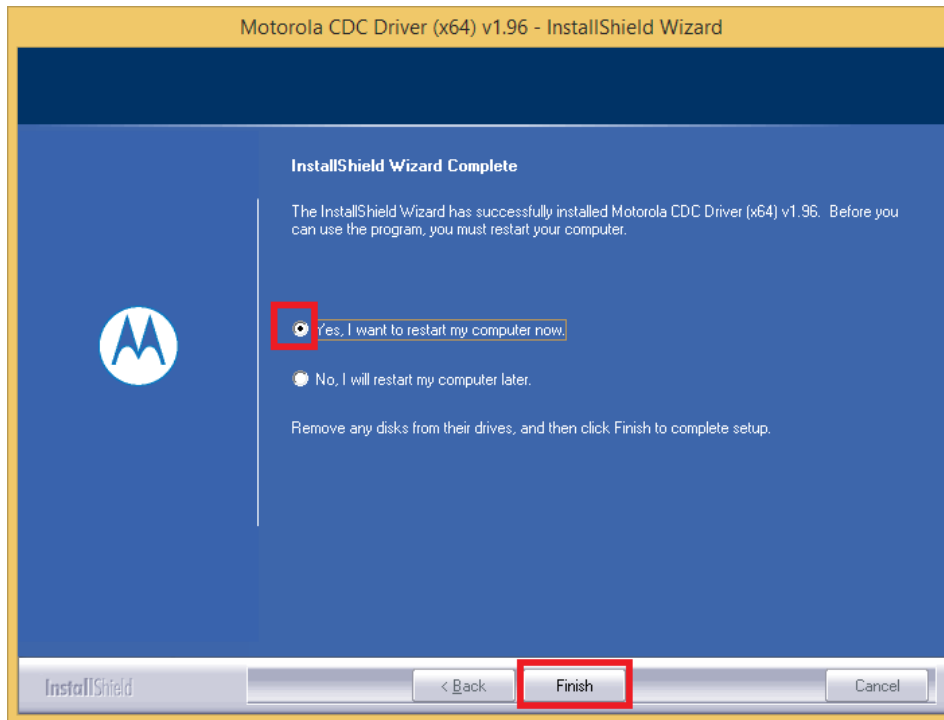 Motorola CDC Driver (x64) v1.96 - InstallShield Wizard
InstallShield Wizard Complete
The InstallShield Wizard has successfully installed Motorola CDC Driver (x64) v1.96. Before you
can use the program, you must restart your computer.
Yes, I want to restart my computer now.
No, I will restart my computer later.
Remove any disks from their drives, and then click Finish to complete setup.
InstallShield
< Back
Finish
Cancel